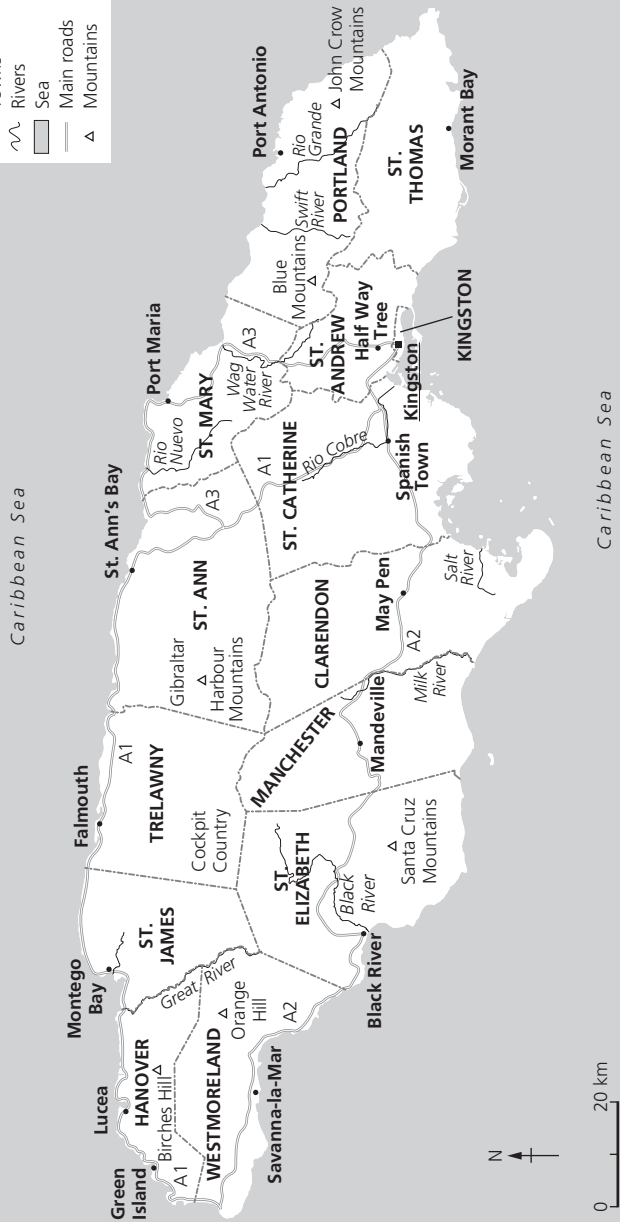 Rivers
Sea
Main roads
Mountains
Caribbean Sea
Green
Island
Lucea
Montego
Bay
Falmouth
St. Ann's Bay
Port Maria
Port Antonio
HANOVER
Birches Hill
A1
WESTMORELAND
Orange
Hill
A2
Savanna-la-Mar
Great River
ST.
JAMES
A1
TRELAWNY
Cockpit
Country
ST.
ELIZABETH
Black
River
Black River
Santa Cruz
Mountains
MANCHESTER
Mandeville
Gibraltar
Harbour
Mountains
ST. ANN
CLARENDON
May Pen
A2
Milk
River
Salt
River
A3
A1
ST. CATHERINE
Rio Cobre
Spanish
Town
Rio
Nuevo
ST. MARY
Wag
Water
River
A3
ST.
ANDREW
Half Way
Tree
Kingston
KINGSTON
Blue
Mountains
Swift
River
Rio
Grande
PORTLAND
John Crow
Mountains
ST.
THOMAS
Morant Bay
Caribbean Sea
N
0
20 km